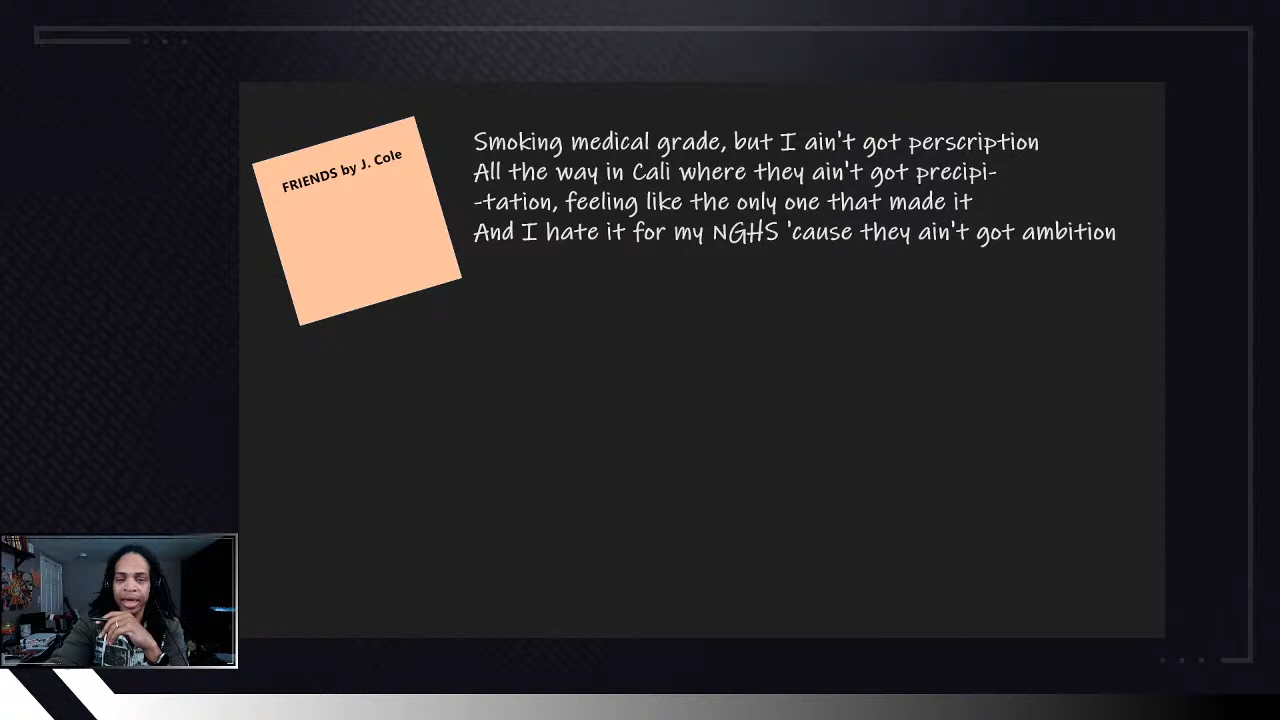 FRIENDS by J. Cole
Smoking medical grade, but I ain't got perscription
All the way in Cali where they ain't got precipi-
-tation, feeling like the only one that made it
And I hate it for my NGHS 'cause they ain't got ambition